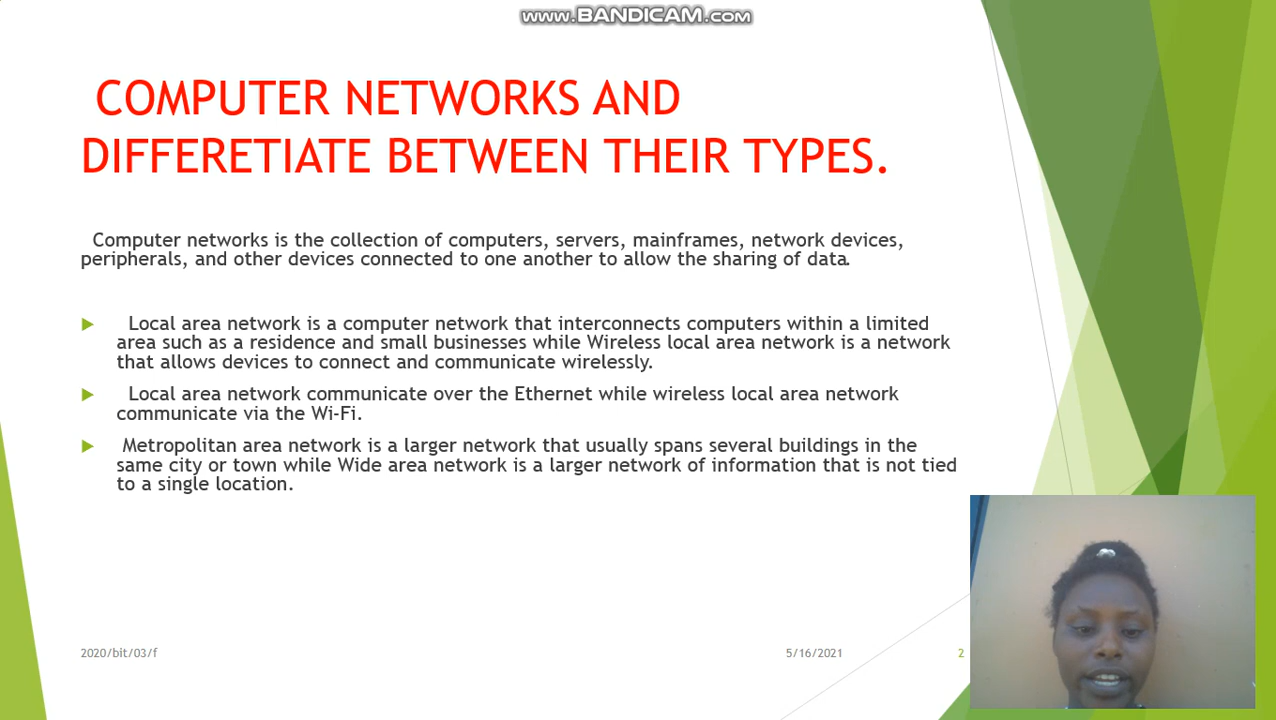 www.BANDICAM.com
COMPUTER NETWORKS AND
DIFFERETIATE BETWEEN THEIR TYPES.
Computer networks is the collection of computers, servers, mainframes, network devices,
peripherals, and other devices connected to one another to allow the sharing of data.
Local area network is a computer network that interconnects computers within a limited
area such as a residence and small businesses while Wireless local area network is a network
that allows devices to connect and communicate wirelessly.
Local area network communicate over the Ethernet while wireless local area network
communicate via the Wi-Fi.
Metropolitan area network is a larger network that usually spans several buildings in the
same city or town while Wide area network is a larger network of information that is not tied
to a single location.
2020/bit/03/f
5/16/2021
2